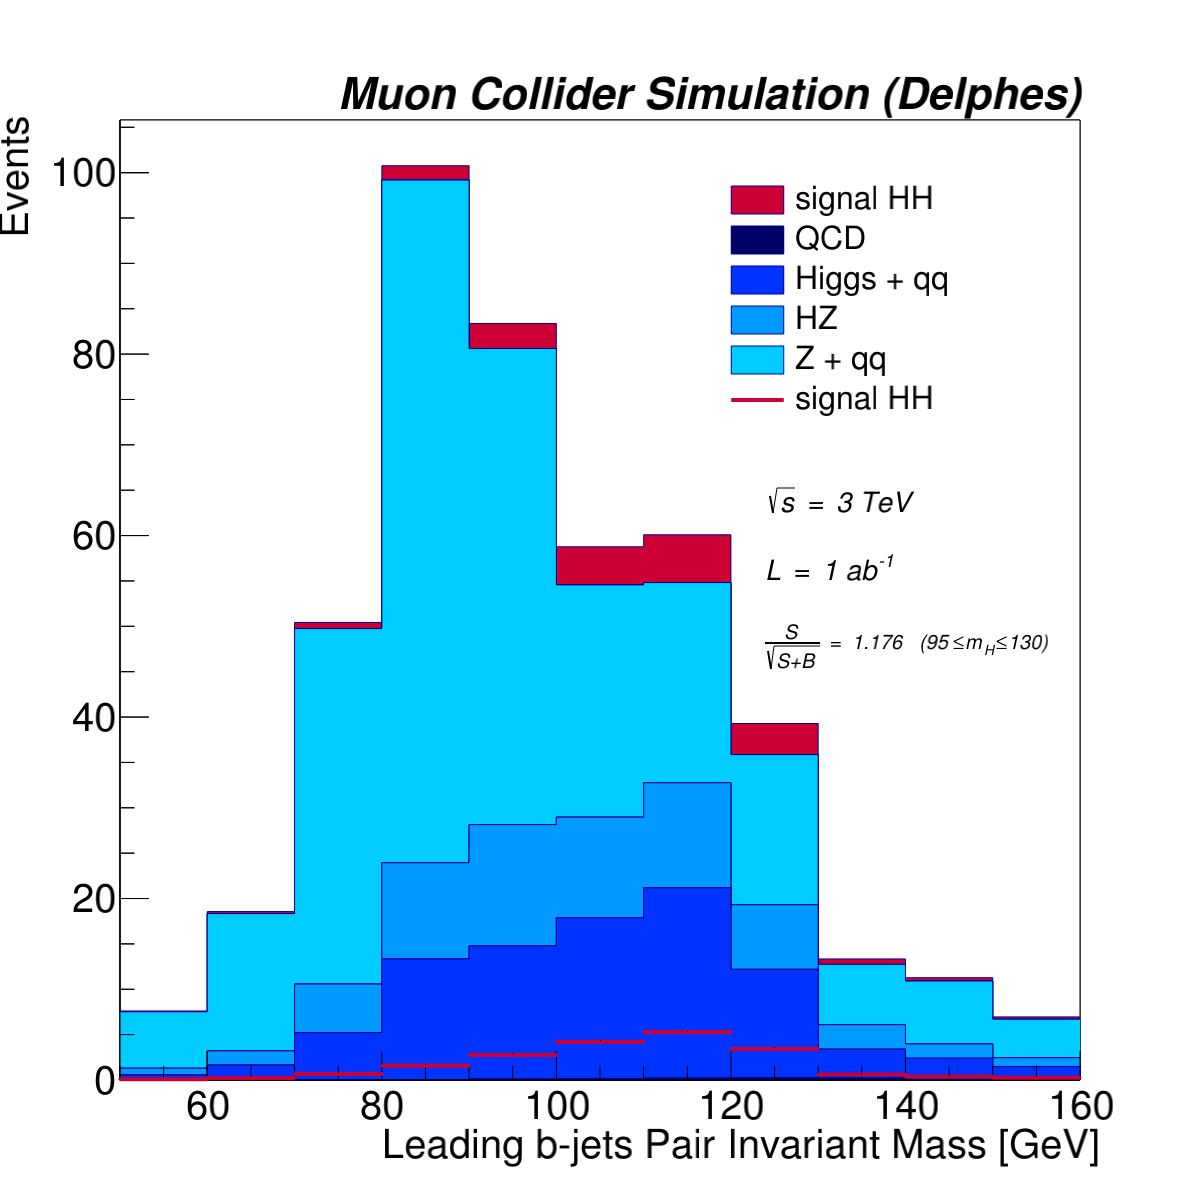 Muon Collider Simulation (Delphes)
Events
100
80
60
40
20
0
signal HH
QCD
Higgs + qq
HZ
Z + qq
signal HH
√s = 3 TeV
L = 1 ab⁻¹
S/√S+B = 1.176 (95≤m_H≤130)
60 80 100 120 140 160
Leading b-jets Pair Invariant Mass [GeV]